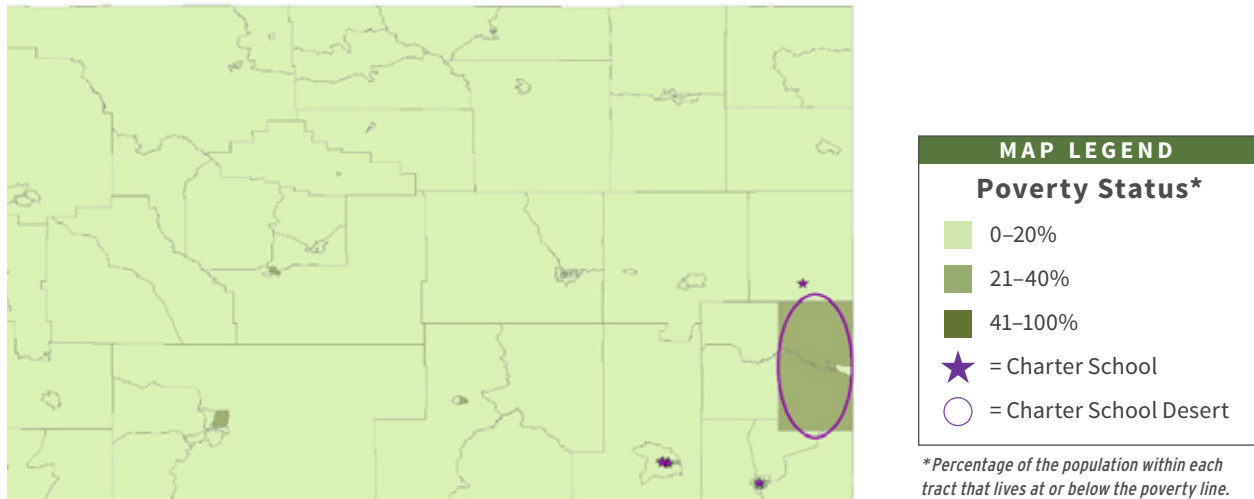 MAP LEGEND
Poverty Status*
0–20%
21–40%
41–100%
= Charter School
= Charter School Desert
*Percentage of the population within each
tract that lives at or below the poverty line.